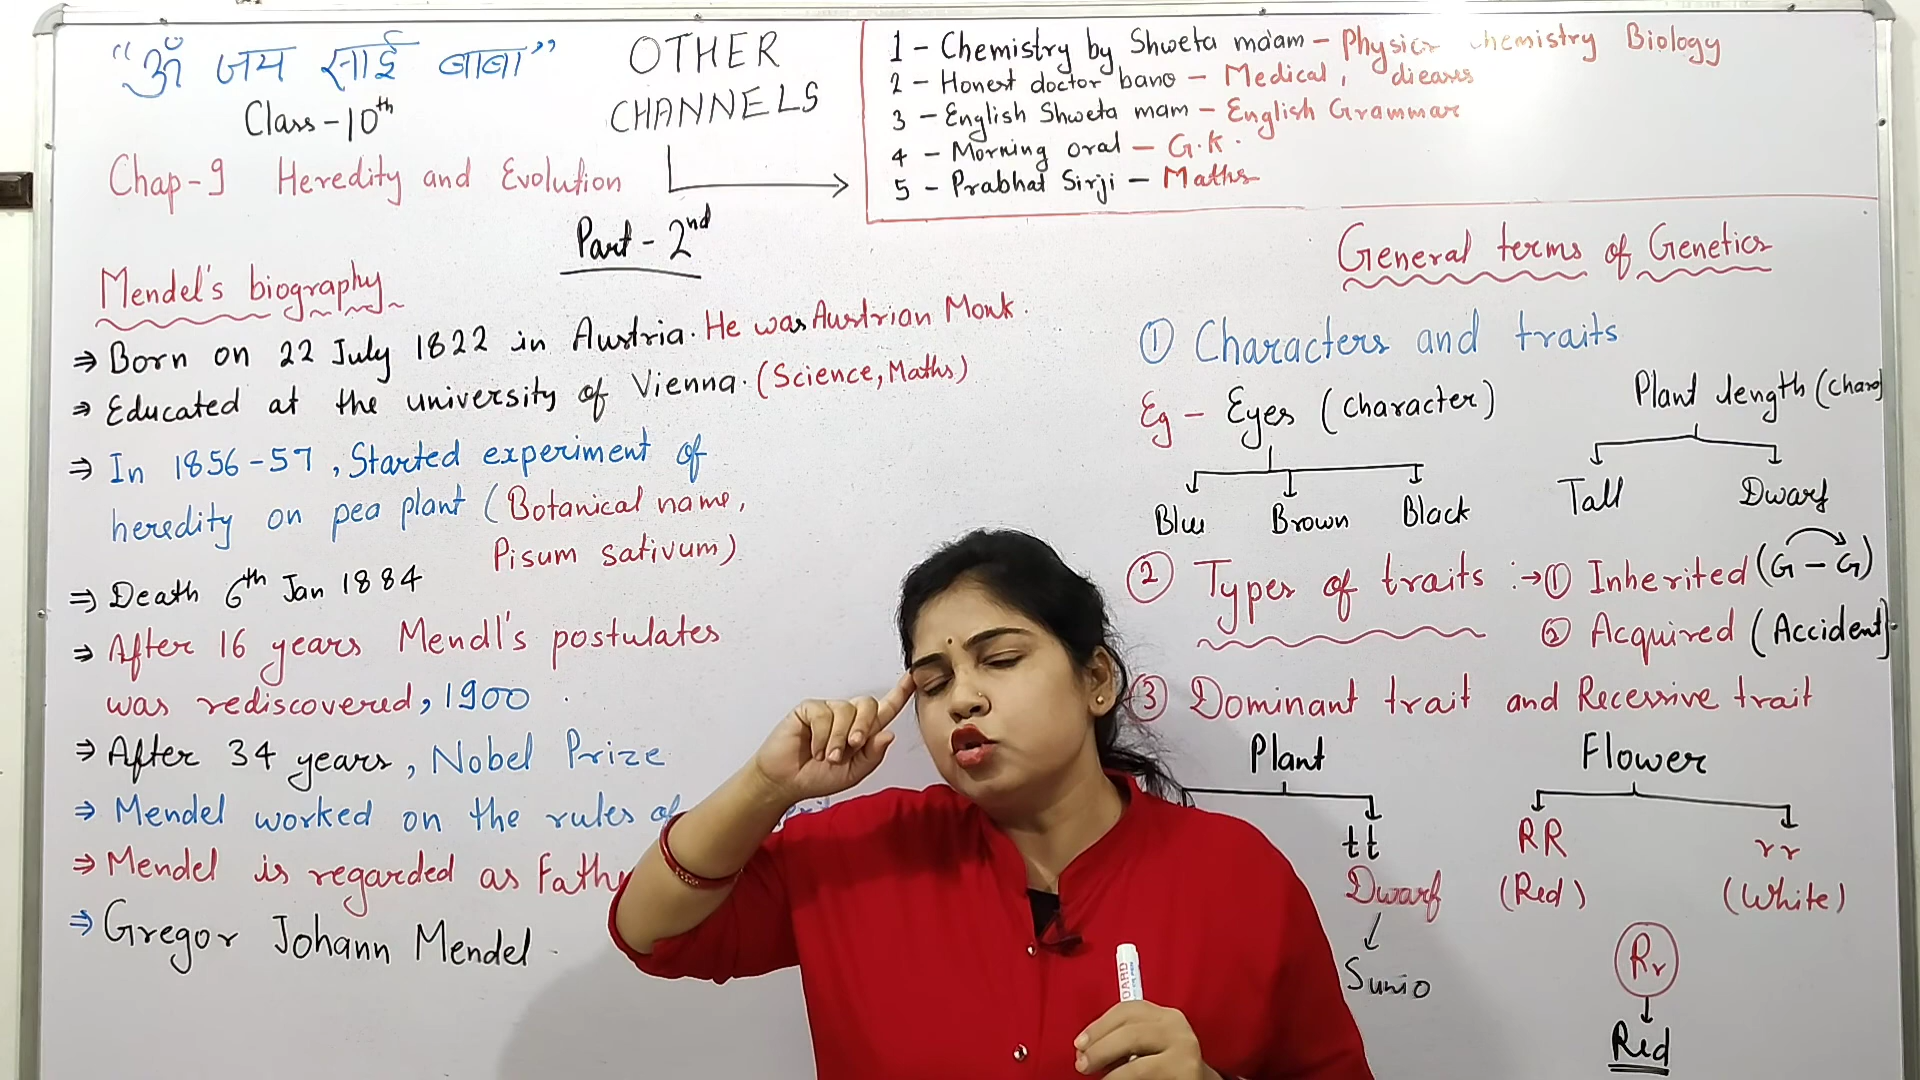 “ॐ जय साईं बाबा”
Class-10th
Chap-9 Heredity and Evolution
OTHER
CHANNELS
1 - Chemistry by Shweta ma'am - Physics Chemistry Biology
2 - Honest doctor bano - Medical,
3 - English Shweta mam - English Grammar
4 - Morning oral - G.K.
5 - Prabhat Sirji - Maths
Part - 2nd
Mendel's biography
⇒ Born on 22 July 1822 in Austria. He was Austrian Monk.
⇒ Educated at the university of Vienna. (Science, Maths)
⇒ In 1856-57, Started experiment of
heredity on pea plant (Botanical name,
Pisum sativum)
⇒ Death 6th Jan 1884
⇒ After 16 years Mendl's postulates
was rediscovered, 1900
⇒ After 34 years, Nobel Prize
⇒ Mendel worked on the rules of
⇒ Mendel is regarded as
⇒ Gregor Johann Mendel
General terms of Genetics
① Characters and traits
Eg - Eyes (character)
Blue Brown Black
Plant length (char)
Tall Dwarf
② Types of traits :→ ① Inherited (G - G)
② Acquired (Accident)
③ Dominant trait and Recessive trait
Plant
tt
Dwarf
Flower
RR rr
(Red) (White)
Rr
Red